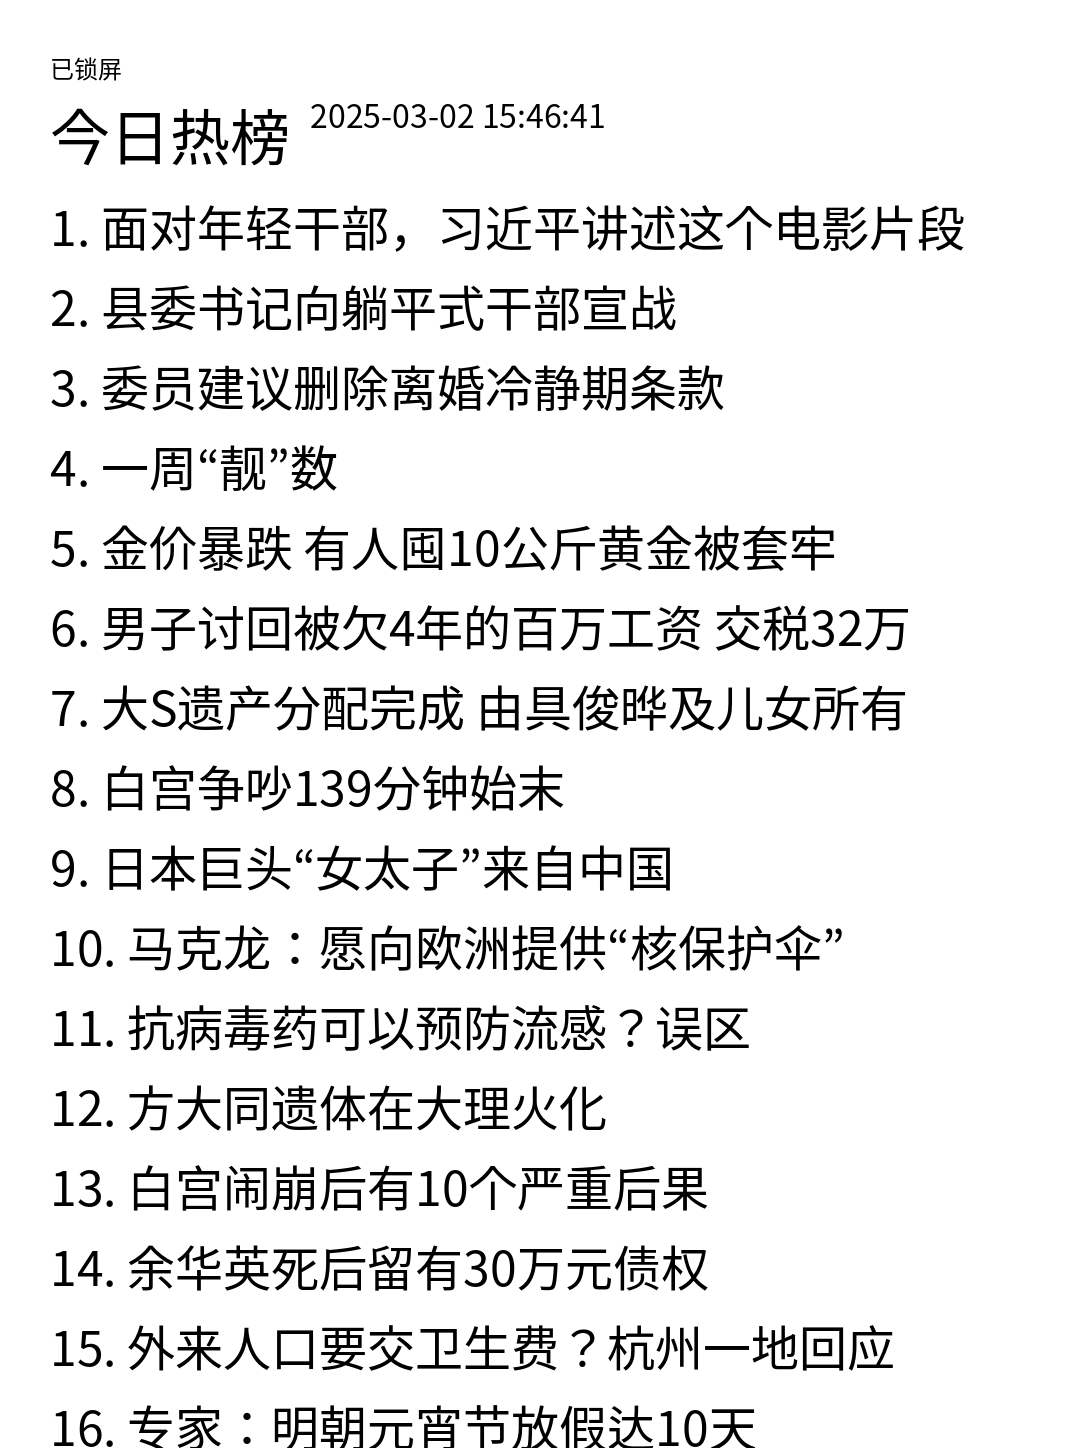 已锁屏
今日热榜 2025-03-02 15:46:41
1. 面对年轻干部，习近平讲述这个电影片段
2. 县委书记向躺平式干部宣战
3. 委员建议删除离婚冷静期条款
4. 一周“靓”数
5. 金价暴跌 有人囤10公斤黄金被套牢
6. 男子讨回被欠4年的百万工资 交税32万
7. 大S遗产分配完成 由具俊晔及儿女所有
8. 白宫争吵139分钟始末
9. 日本巨头“女太子”来自中国
10. 马克龙：愿向欧洲提供“核保护伞”
11. 抗病毒药可以预防流感？误区
12. 方大同遗体在大理火化
13. 白宫闹崩后有10个严重后果
14. 余华英死后留有30万元债权
15. 外来人口要交卫生费？杭州一地回应
16. 专家：明朝元宵节放假达10天